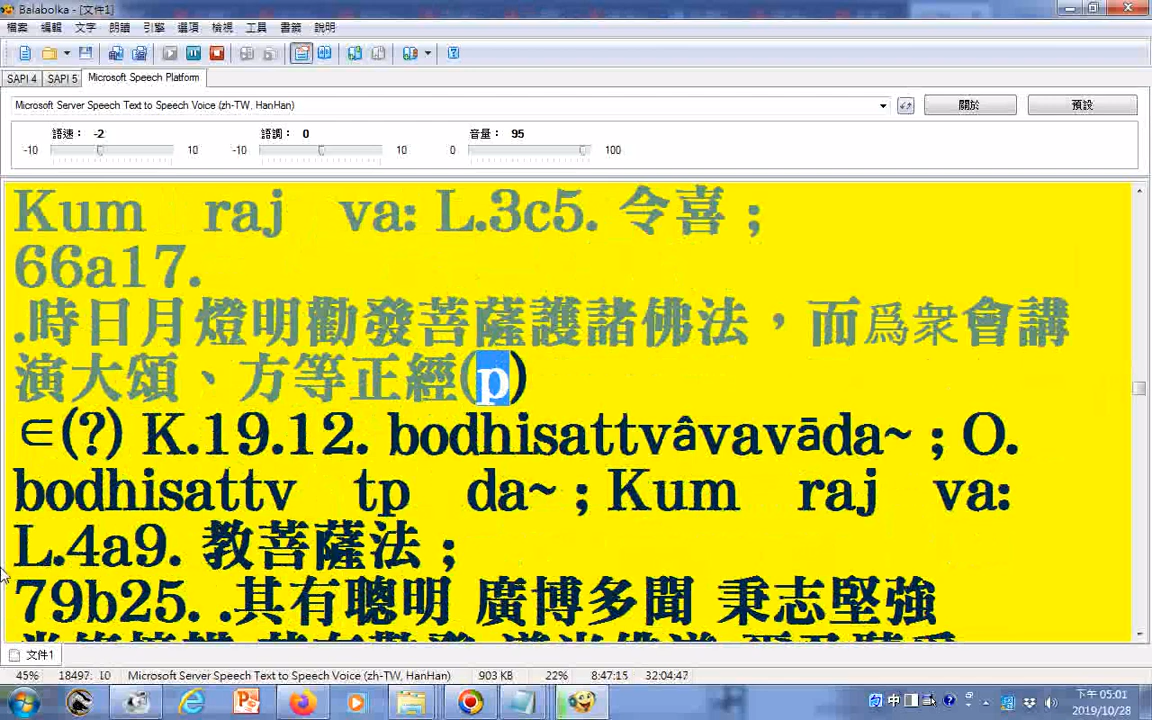 Balabolka - [文件1]
檔案 編輯 文字 朗讀 引擎 選項 檢視 工具 書籤 說明
SAPI 4 SAPI 5 Microsoft Speech Platform
Microsoft Server Speech Text to Speech Voice (zh-TW, HanHan) 關於 預設
語速： -2 語調： 0 音量： 95
-10 10 -10 10 0 100
Kum raj va: L.3c5. 令喜；
66a17.
.時日月燈明勸發菩薩護諸佛法，而爲衆會講
演大頌、方等正經(p)
∈(?) K.19.12. bodhisattvâvavāda~ ; O.
bodhisattv tp da~ ; Kum raj va:
L.4a9. 教菩薩法；
79b25. .其有聰明 廣博多聞 秉志堅強
文件1
45% 18497: 10 Microsoft Server Speech Text to Speech Voice (zh-TW, HanHan) 903 KB 22% 8:47:15 32:04:47
中
下午 05:01
2019/10/28